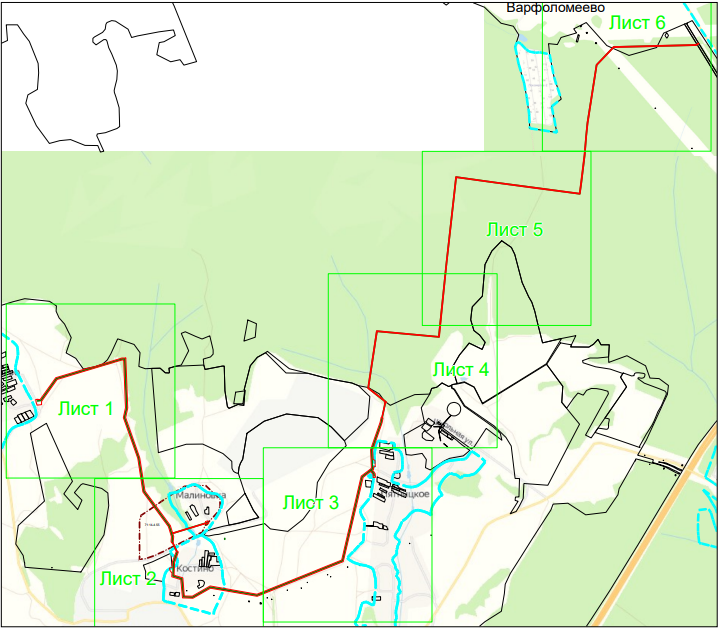 Варфоломеево
Лист 6
Лист 5
Лист 4
Лист 1
Лист 3
Малиновка
Лист 2
Костино